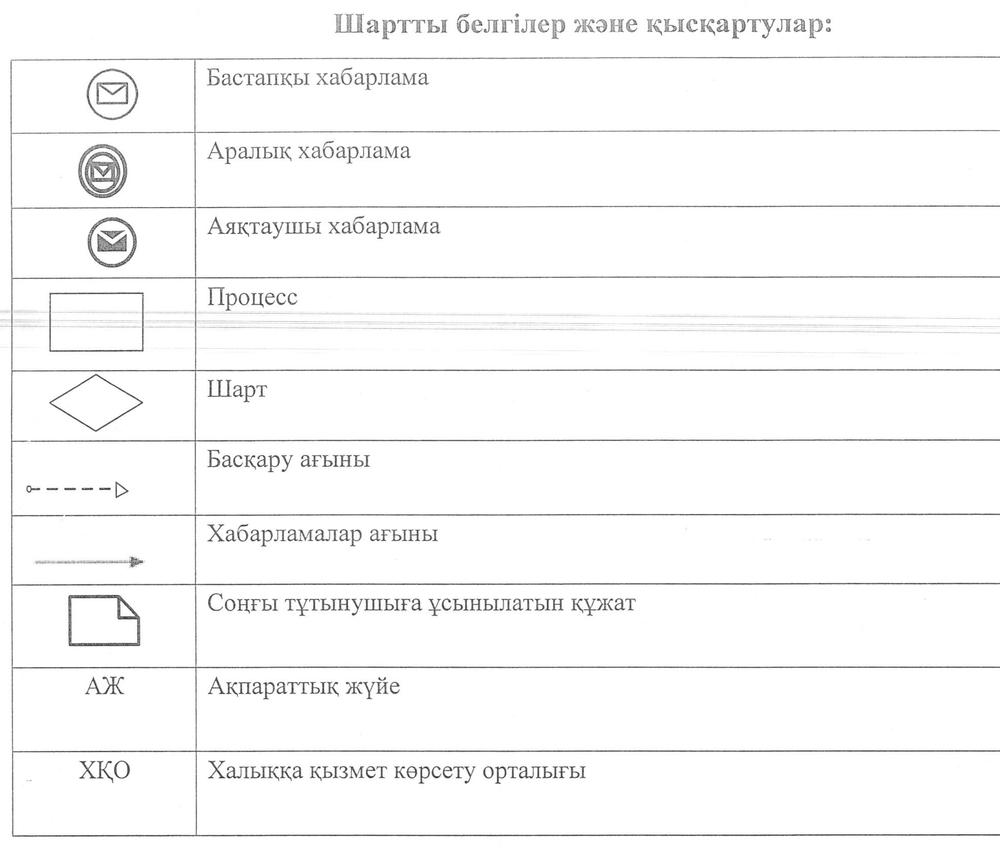 Шартты белгілер және қысқартулар:
Бастапқы хабарлама
Аралық хабарлама
Аяқтаушы хабарлама
Процесс
Шарт
Басқару ағыны
Хабарламалар ағыны
Соңғы тұтынушыға ұсынылатын құжат
АЖ Ақпараттық жүйе
ХҚО Халыққа қызмет көрсету орталығы